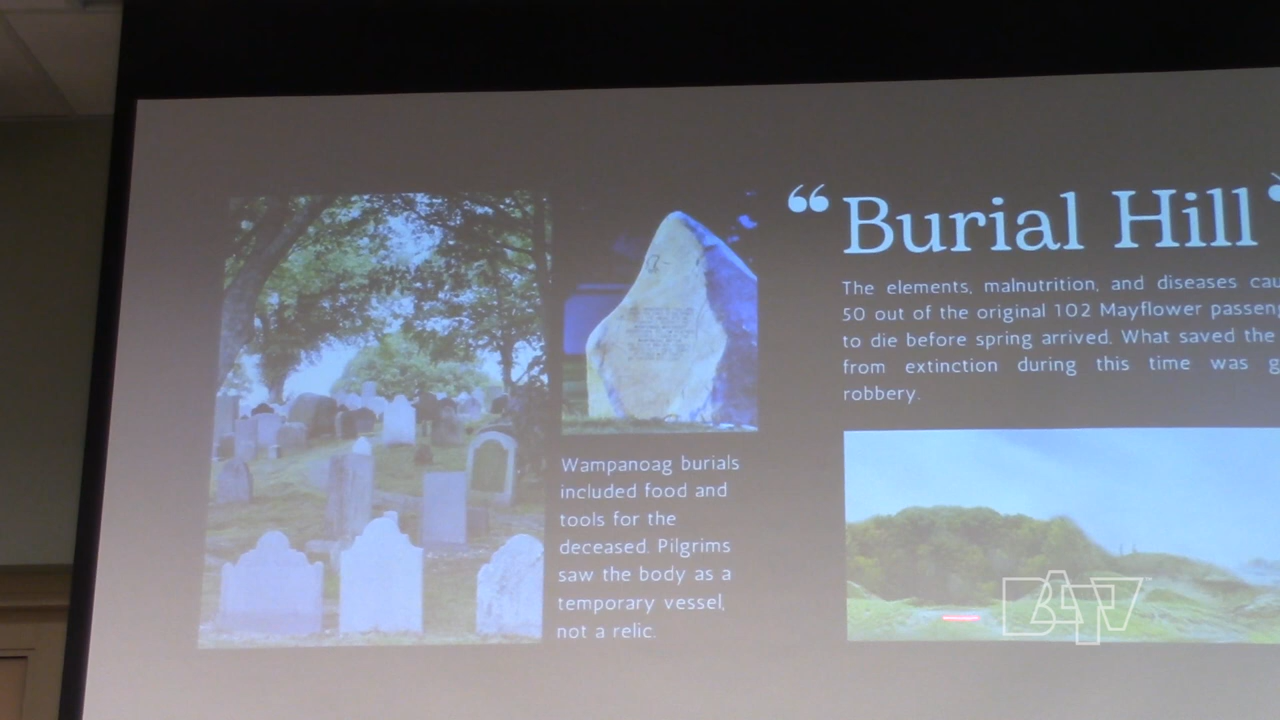 “Burial Hill
The elements, malnutrition, and diseases
50 out of the original 102 Mayflower
to die before spring arrived. What saved the
from extinction during this time was
robbery.
Wampanoag burials
included food and
tools for the
deceased. Pilgrims
saw the body as a
temporary vessel,
not a relic.
BATV